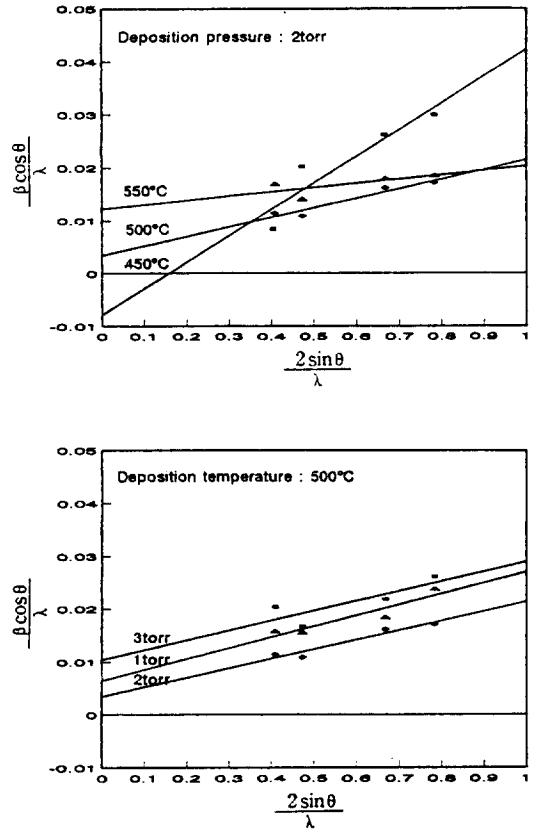 0.05
Deposition pressure : 2torr
0.04
0.03
βcosθ
λ
0.02
550°C
0.01
500°C
450°C
0
-0.01
0 0.1 0.2 0.3 0.4 0.5 0.6 0.7 0.8 0.9 1
2sinθ
λ
0.05
Deposition temperature : 500°C
0.04
0.03
βcosθ
λ
0.02
3torr
1torr
0.01
2torr
0
-0.01
0 0.1 0.2 0.3 0.4 0.5 0.6 0.7 0.8 0.9 1
2sinθ
λ